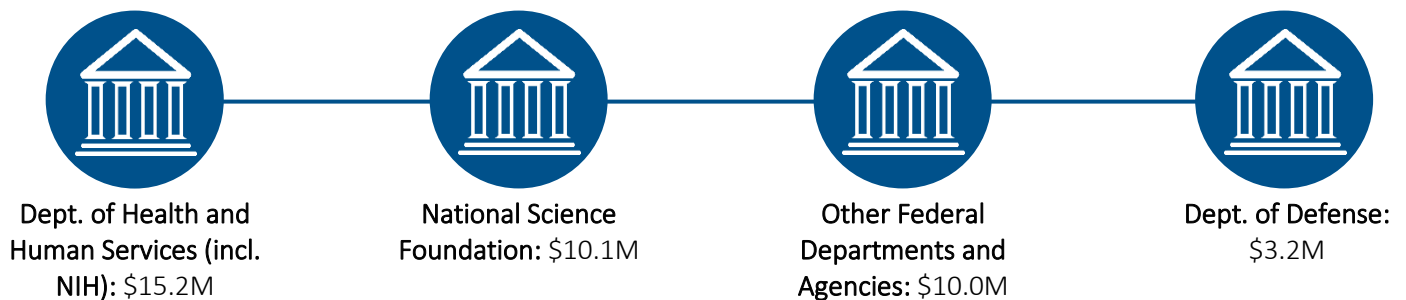 Dept. of Health and
Human Services (incl.
NIH): $15.2M
National Science
Foundation: $10.1M
Other Federal
Departments and
Agencies: $10.0M
Dept. of Defense:
$3.2M